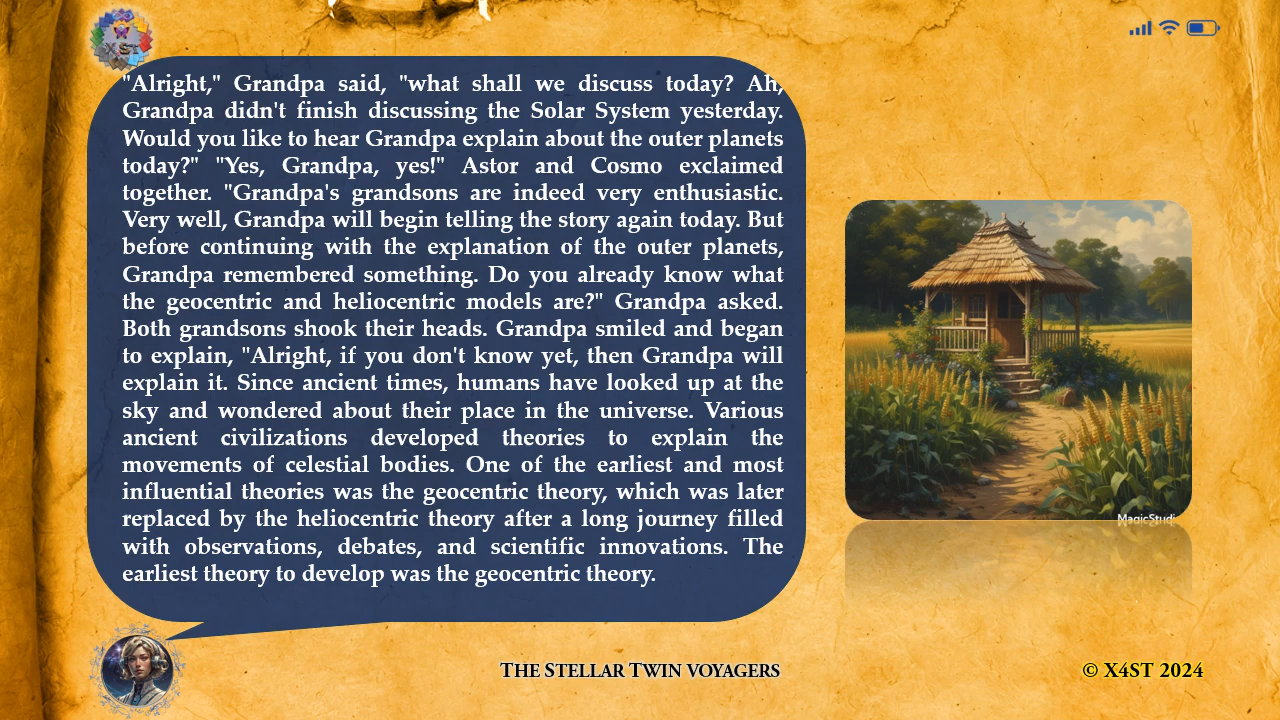 X4ST
"Alright," Grandpa said, "what shall we discuss today? Ah,
Grandpa didn't finish discussing the Solar System yesterday.
Would you like to hear Grandpa explain about the outer planets
today?" "Yes, Grandpa, yes!" Astor and Cosmo exclaimed
together. "Grandpa's grandsons are indeed very enthusiastic.
Very well, Grandpa will begin telling the story again today. But
before continuing with the explanation of the outer planets,
Grandpa remembered something. Do you already know what
the geocentric and heliocentric models are?" Grandpa asked.
Both grandsons shook their heads. Grandpa smiled and began
to explain, "Alright, if you don't know yet, then Grandpa will
explain it. Since ancient times, humans have looked up at the
sky and wondered about their place in the universe. Various
ancient civilizations developed theories to explain the
movements of celestial bodies. One of the earliest and most
influential theories was the geocentric theory, which was later
replaced by the heliocentric theory after a long journey filled
with observations, debates, and scientific innovations. The
earliest theory to develop was the geocentric theory.
MagicStudi
THE STELLAR TWIN VOYAGERS
© X4ST 2024